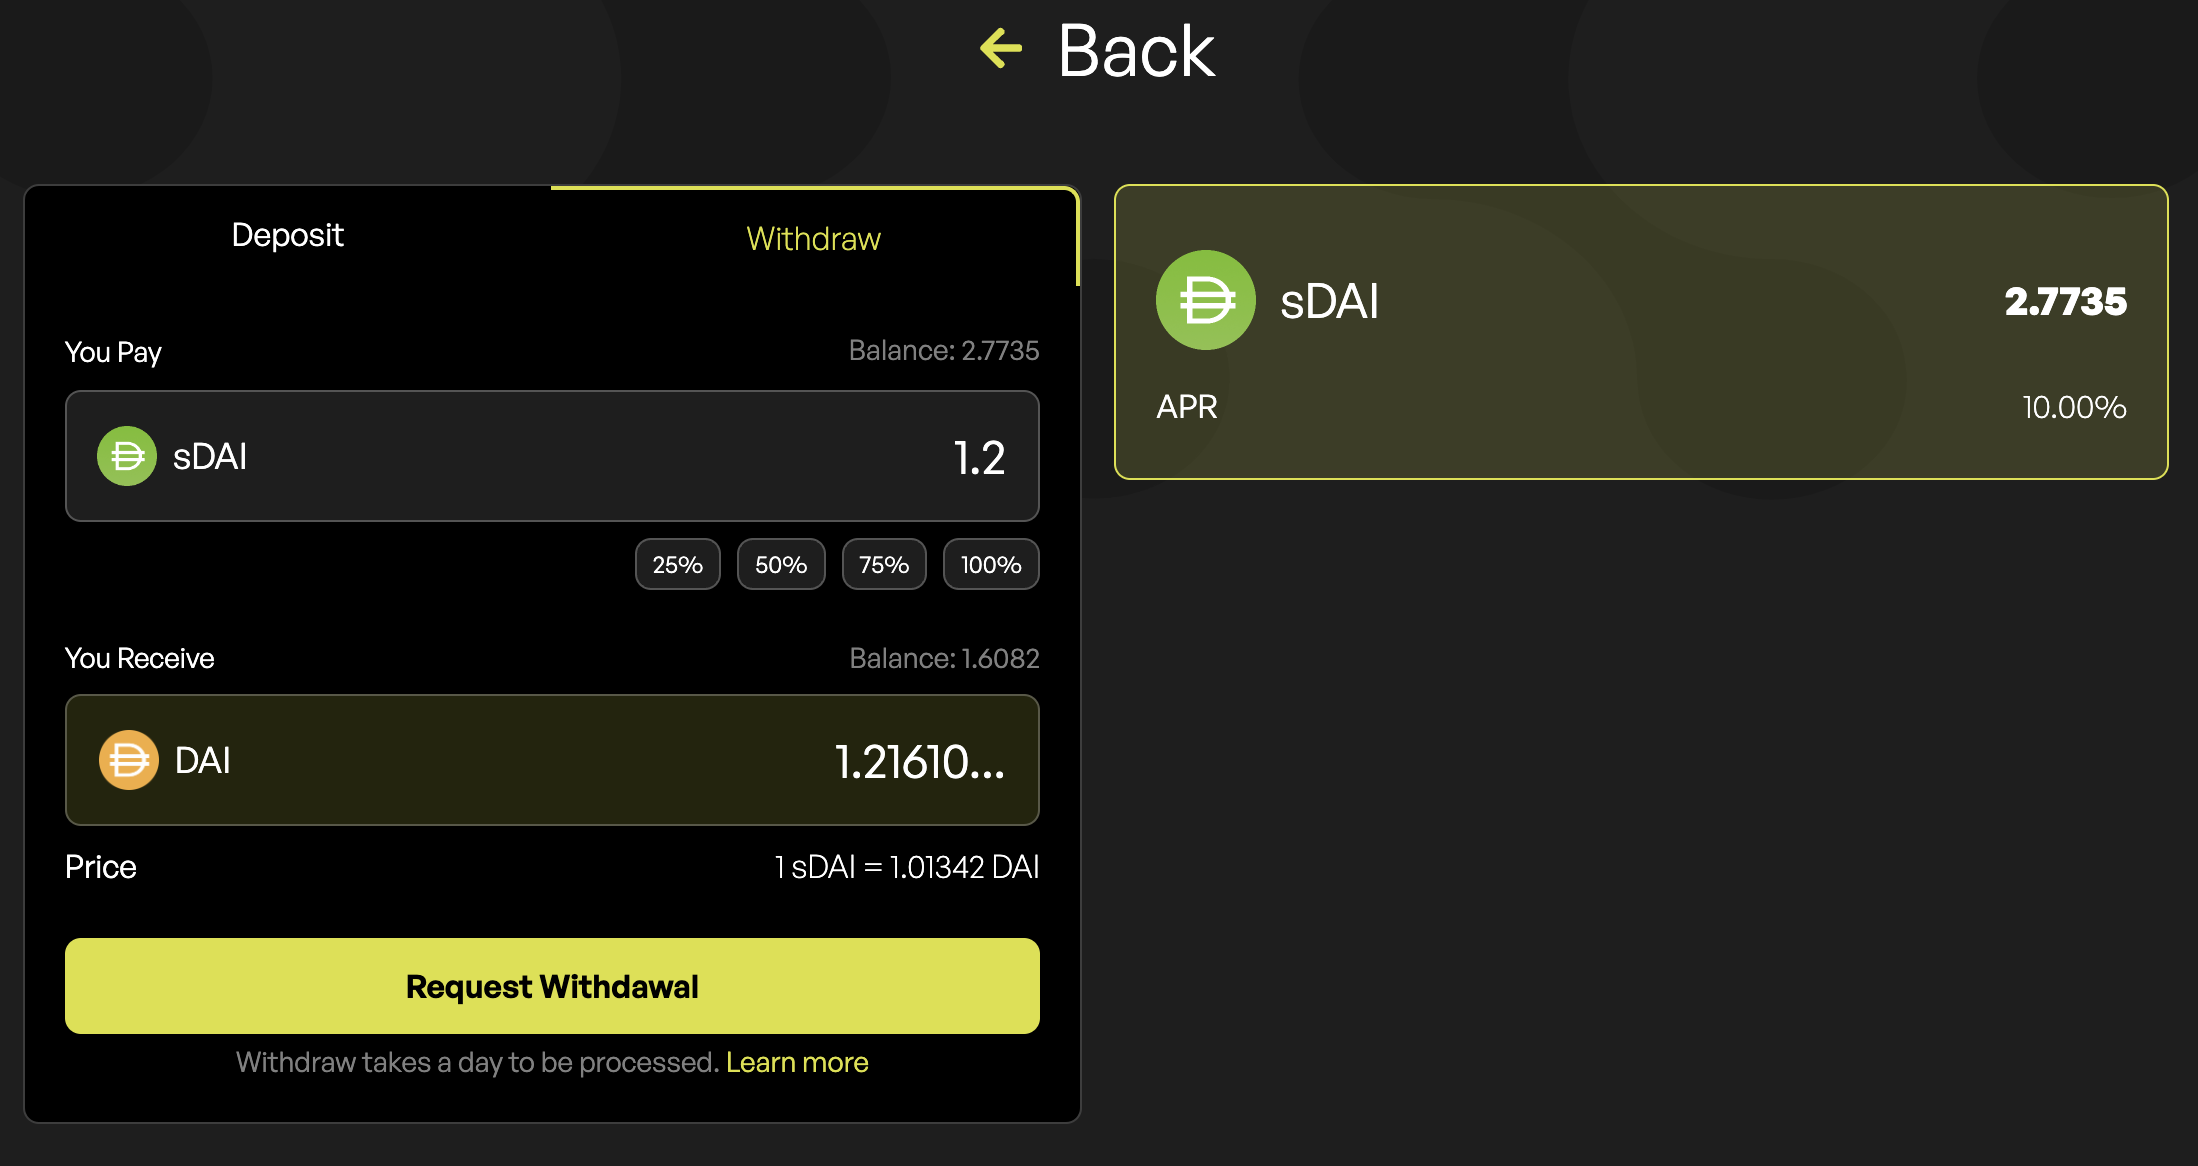 Back
Deposit
Withdraw
You Pay
Balance: 2.7735
sDAI
1.2
25%
50%
75%
100%
You Receive
Balance: 1.6082
DAI
1.21610...
Price
1 sDAI = 1.01342 DAI
Request Withdawal
Withdraw takes a day to be processed. Learn more
sDAI
2.7735
APR
10.00%